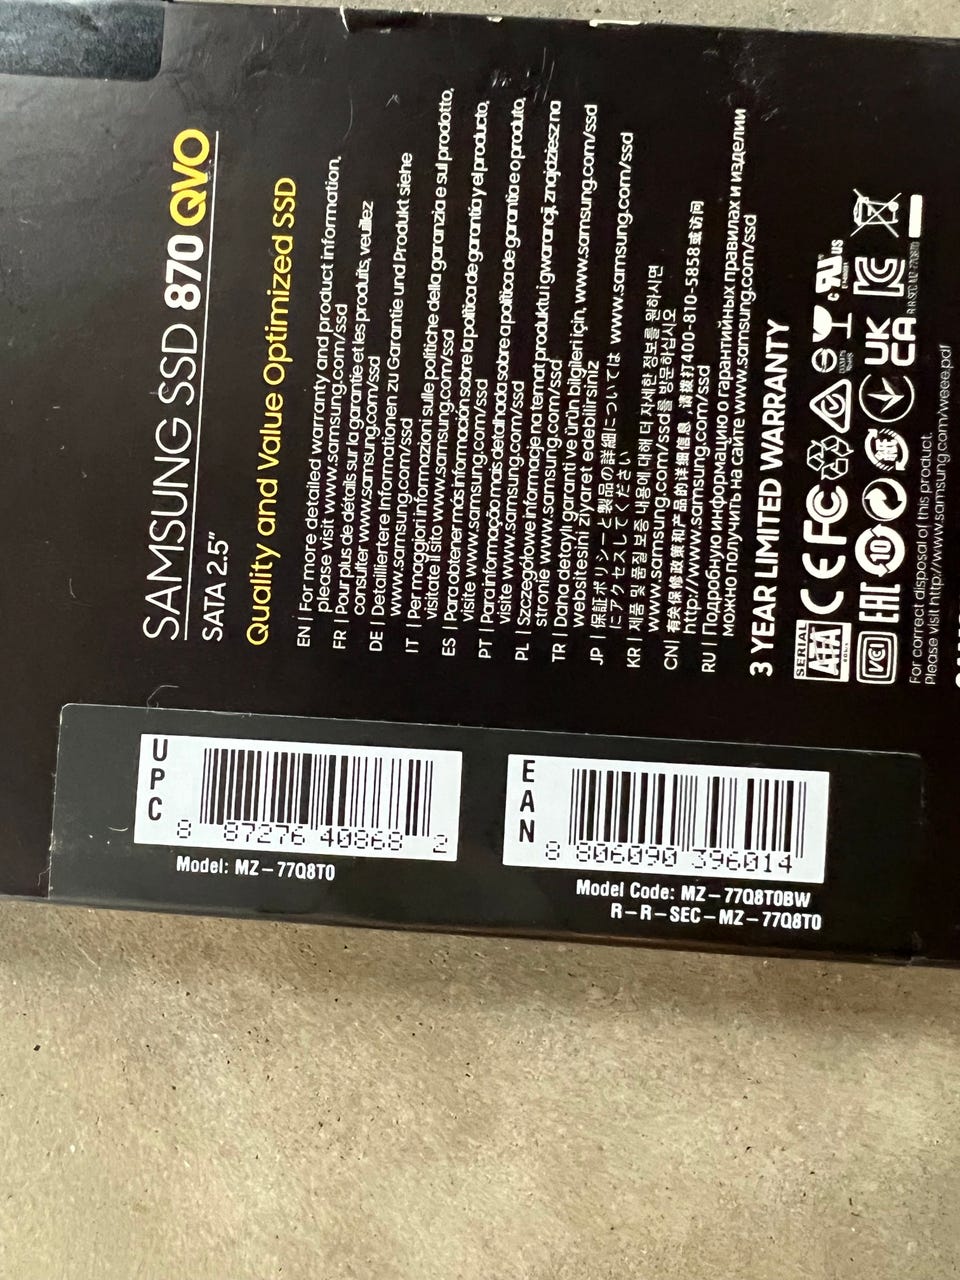 SAMSUNG SSD 870 QVO
SATA 2.5"
Quality and Value Optimized SSD
EN | For more detailed warranty and product information,
please visit www.samsung.com/ssd
FR | Pour plus de détails sur la garantie et les produits, veuillez
consulter www.samsung.com/ssd
DE | Detailliertere Informationen zu Garantie und Produkt siehe
www.samsung.com/ssd
IT | Per maggiori informazioni sulle politiche della garanzia e sul prodotto,
visitate il sito www.samsung.com/ssd
ES | Para obtener más información sobre la política de garantía y el producto,
visite www.samsung.com/ssd
PT | Para informação mais detalhada sobre a política de garantia e o produto,
visite www.samsung.com/ssd
PL | Szczegółowe informacje na temat produktu i gwarancji znajdziesz na
stronie www.samsung.com/ssd
TR | Daha detaylı garanti ve ürün bilgileri için, www.samsung.com/ssd
websitesini ziyaret edebilirsiniz
JP | 保証ポリシーと製品の詳細については www.samsung.com/ssd
にアクセスしてください
KR | 제품 및 품질 보증 내용에 대해 더 자세한 정보를 원하시면
www.samsung.com/ssd를 방문하십시오
CN | 有关保修政策和产品的详细信息,请拨打400-810-5858或访问
http://www.samsung.com/ssd
RU | Подробную информацию о гарантийных правилах и изделии
можно получить на сайте www.samsung.com/ssd
3 YEAR LIMITED WARRANTY
SERIAL ATA
CE FC
c RU us
VCI EAC 10 紙 UK CA
For correct disposal of this product.
Please visit http://www.samsung.com/weee.pdf
UPC
8 87276 40868 2
Model: MZ-77Q8T0
EAN
8 806090 396014
Model Code: MZ-77Q8T0BW
R-R-SEC-MZ-77Q8T0